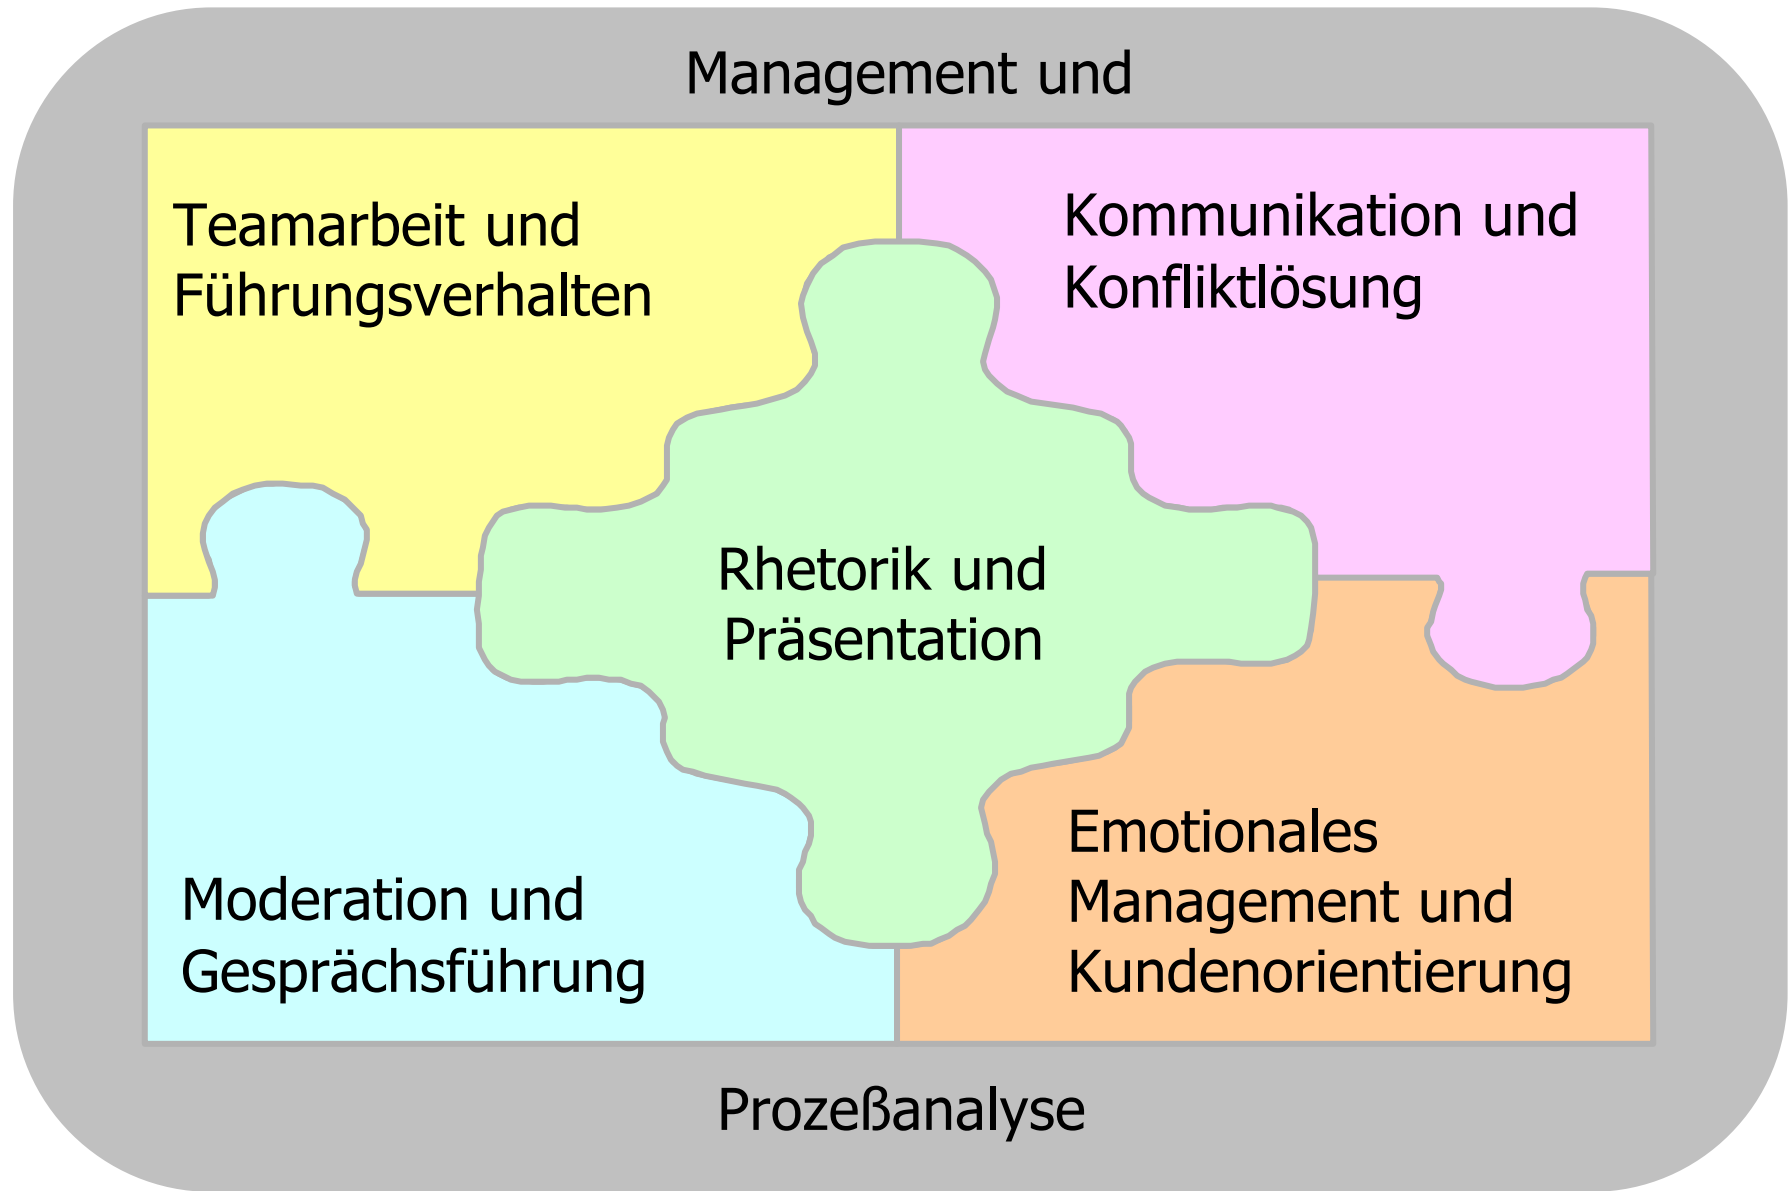 Management und
Teamarbeit und
Führungsverhalten
Kommunikation und
Konfliktlösung
Rhetorik und
Präsentation
Moderation und
Gesprächsführung
Emotionales
Management und
Kundenorientierung
Prozeßanalyse